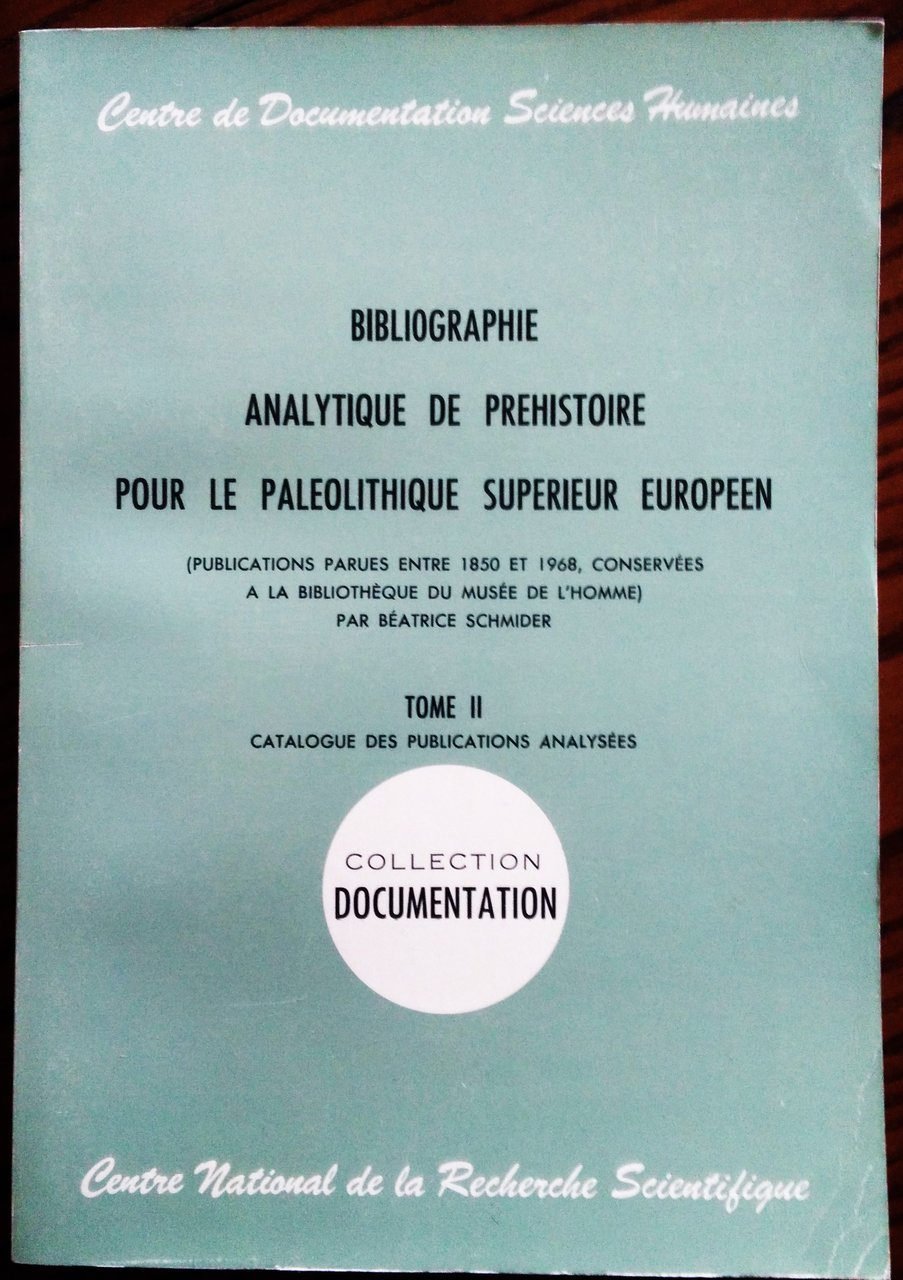 Centre de Documentation Sciences Humaines
BIBLIOGRAPHIE
ANALYTIQUE DE PREHISTOIRE
POUR LE PALEOLITHIQUE SUPERIEUR EUROPEEN
(PUBLICATIONS PARUES ENTRE 1850 ET 1968, CONSERVÉES
A LA BIBLIOTHÈQUE DU MUSÉE DE L'HOMME)
PAR BÉATRICE SCHMIDER
TOME II
CATALOGUE DES PUBLICATIONS ANALYSÉES
COLLECTION
DOCUMENTATION
Centre National de la Recherche Scientifique